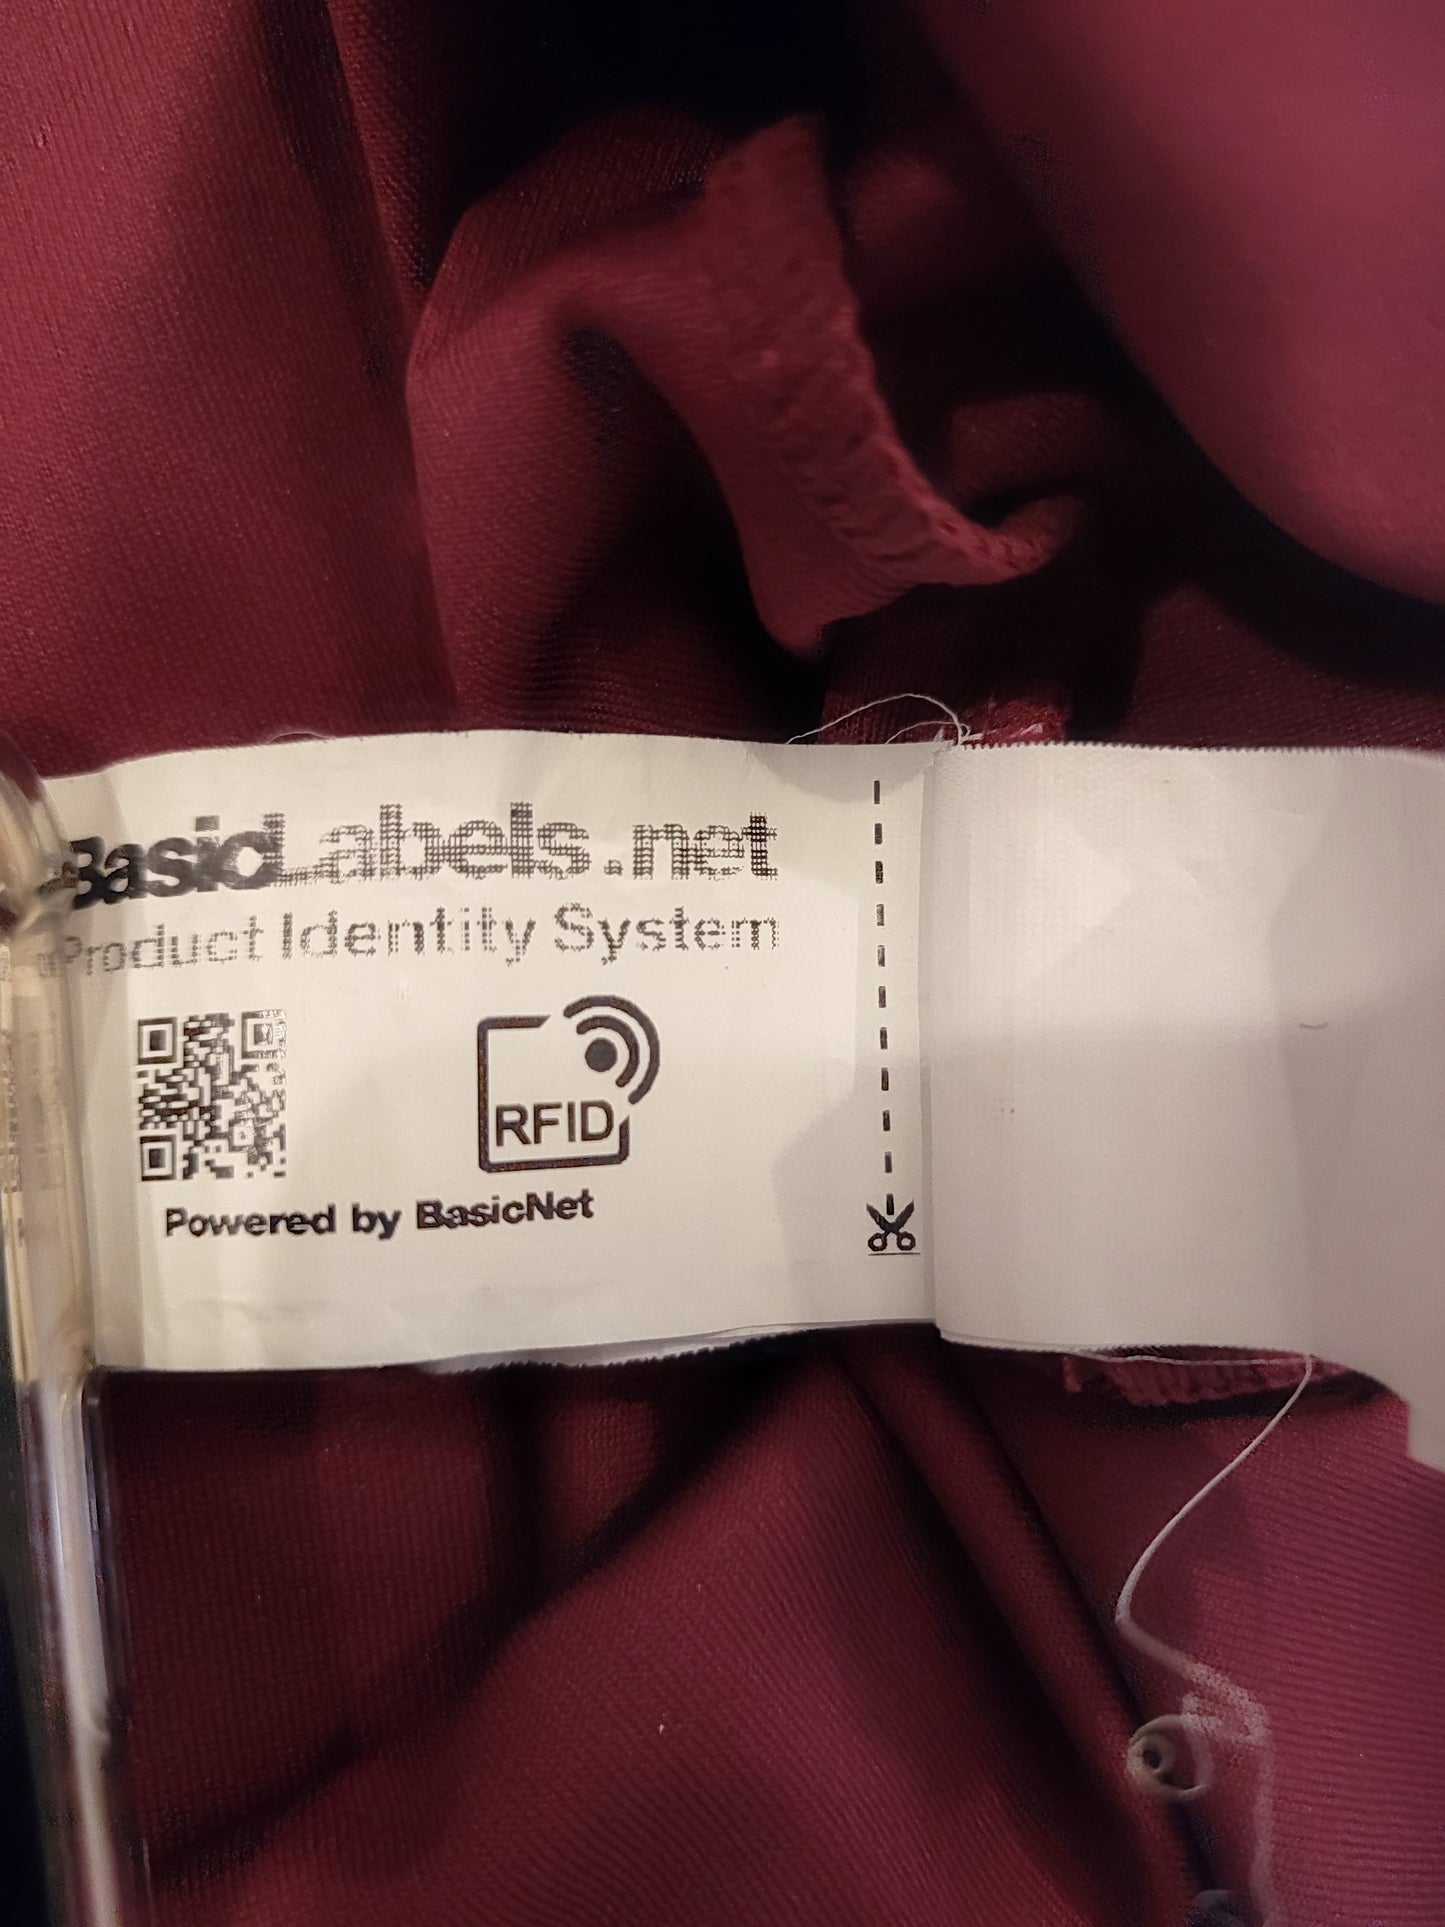 BasicLabels.net
Product Identity System
RFID
Powered by BasicNet